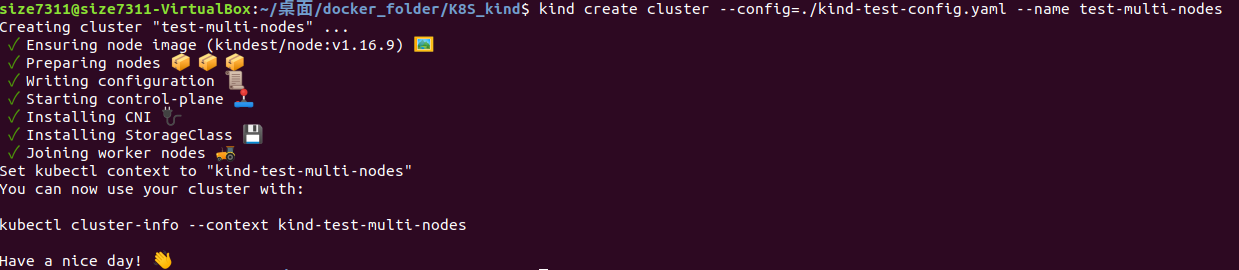 size7311@size7311-VirtualBox:~/桌面/docker_folder/K8S_kind$ kind create cluster --config=./kind-test-config.yaml --name test-multi-nodes
Creating cluster "test-multi-nodes" ...
 ✓ Ensuring node image (kindest/node:v1.16.9) 🖼
 ✓ Preparing nodes 📦 📦 📦
 ✓ Writing configuration 📜
 ✓ Starting control-plane 🕹️
 ✓ Installing CNI 🔌
 ✓ Installing StorageClass 💾
 ✓ Joining worker nodes 🚜
Set kubectl context to "kind-test-multi-nodes"
You can now use your cluster with:

kubectl cluster-info --context kind-test-multi-nodes

Have a nice day! 👋